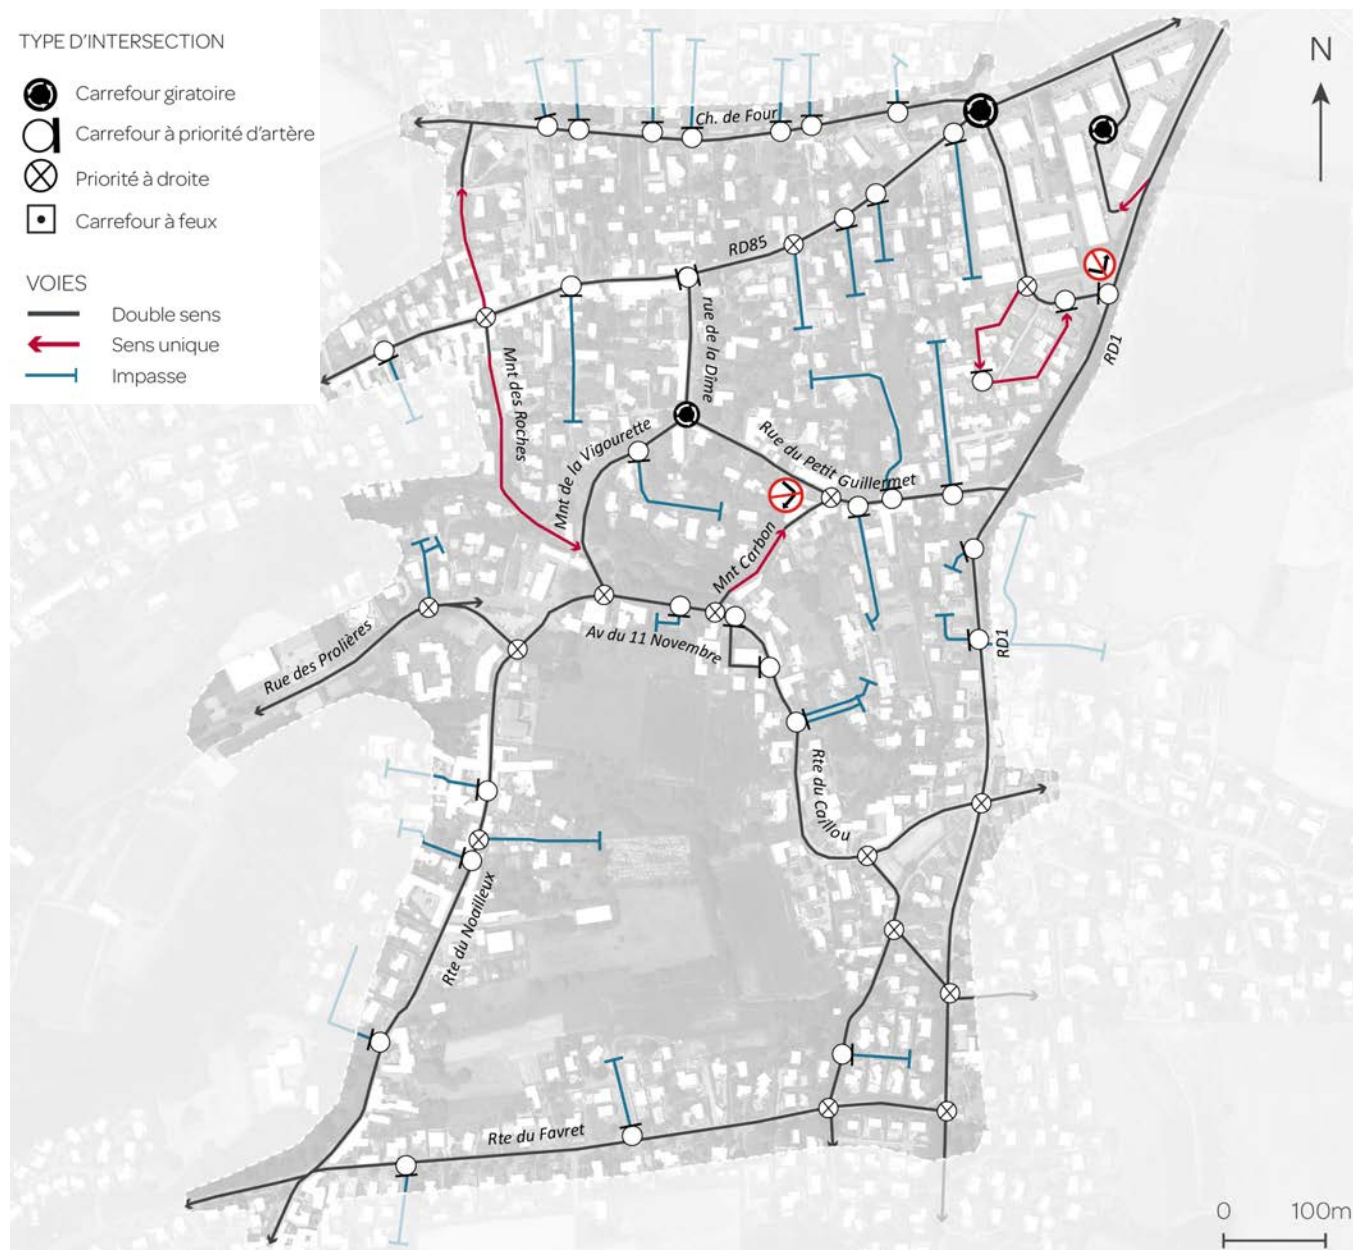 TYPE D'INTERSECTION
Carrefour giratoire
Carrefour à priorité d'artère
Priorité à droite
Carrefour à feux
VOIES
Double sens
Sens unique
Impasse
N
Ch. de Four
RD85
rue de la Dîme
Mnt des Roches
RD1
Mnt de la Vigourette
Rue du Petit Guillermet
Mnt Carbon
Av du 11 Novembre
Rue des Prolières
RD1
Rte du Caillou
Rte du Noailleux
Rte du Favret
0 100m